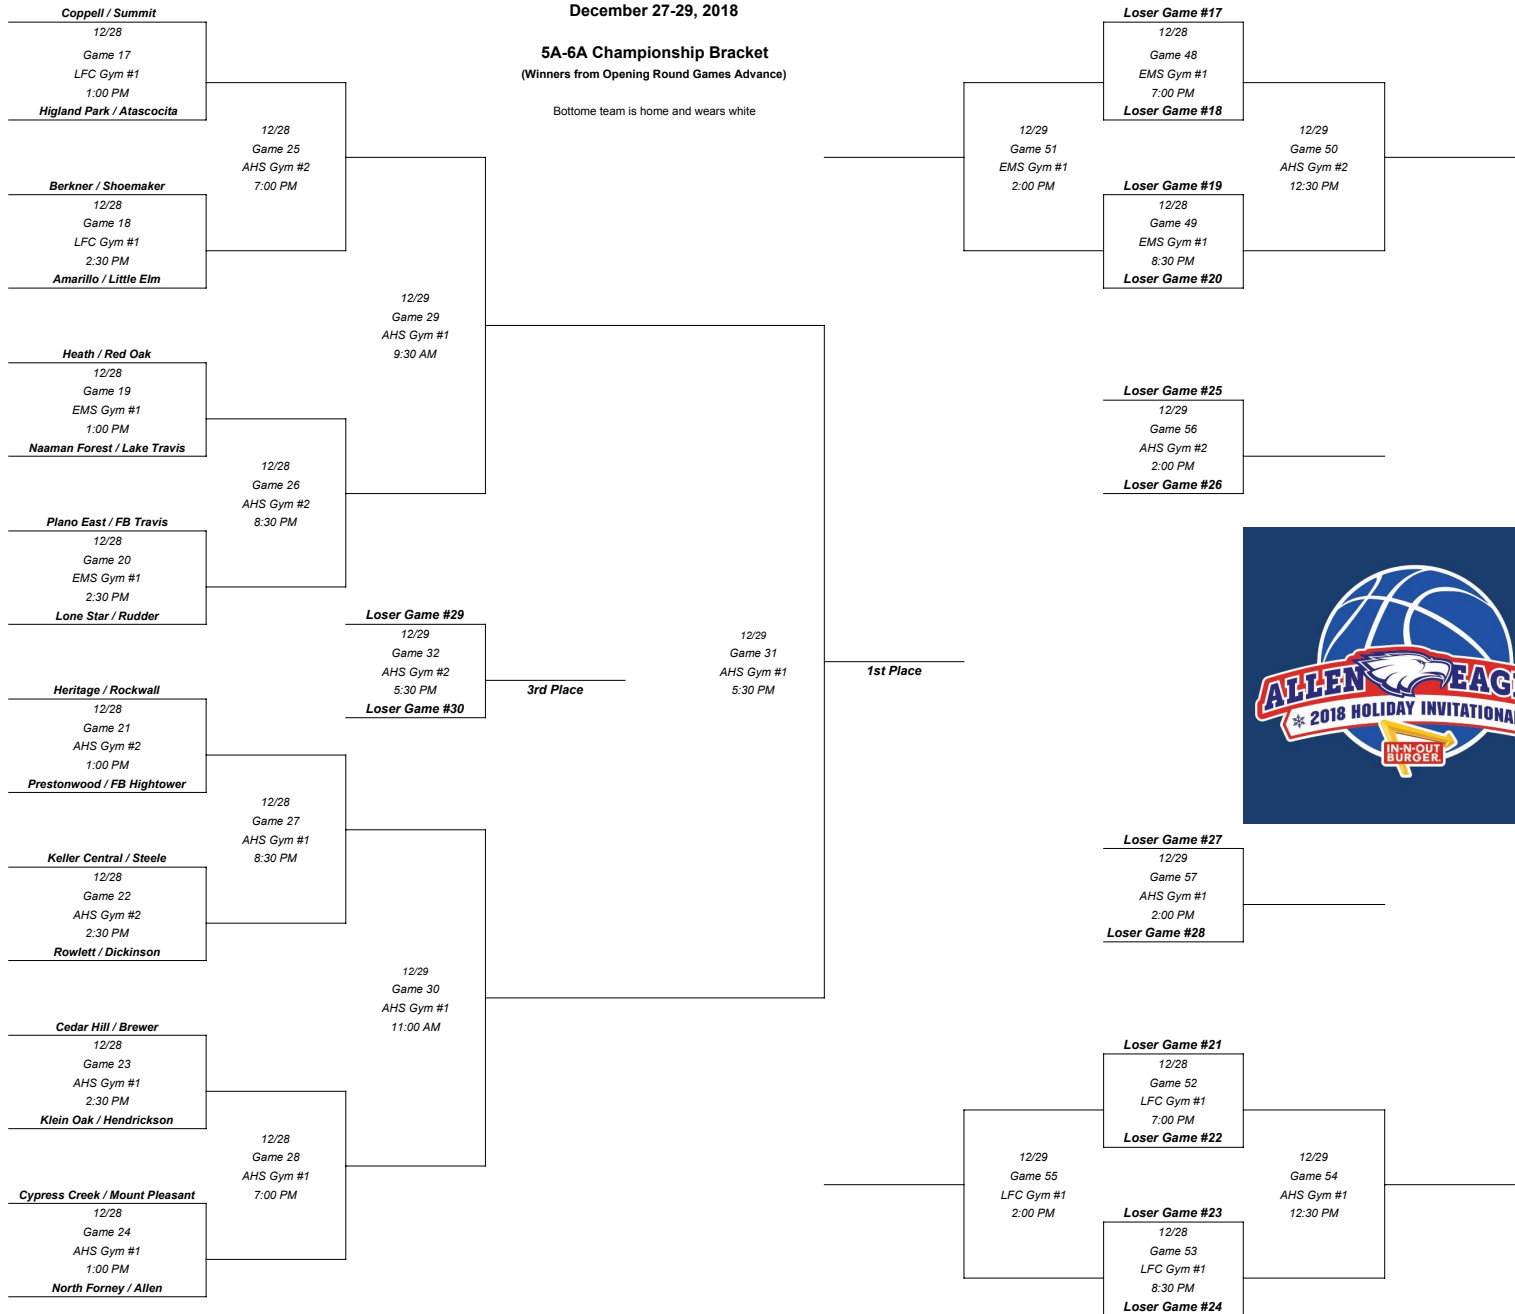 December 27-29, 2018
5A-6A Championship Bracket
(Winners from Opening Round Games Advance)
Bottome team is home and wears white
Coppell / Summit
12/28
Game 17
LFC Gym #1
1:00 PM
Higland Park / Atascocita
12/28
Game 25
AHS Gym #2
7:00 PM
Berkner / Shoemaker
12/28
Game 18
LFC Gym #1
2:30 PM
Amarillo / Little Elm
12/29
Game 29
AHS Gym #1
9:30 AM
Heath / Red Oak
12/28
Game 19
EMS Gym #1
1:00 PM
Naaman Forest / Lake Travis
12/28
Game 26
AHS Gym #2
8:30 PM
Plano East / FB Travis
12/28
Game 20
EMS Gym #1
2:30 PM
Lone Star / Rudder
Loser Game #29
12/29
Game 32
AHS Gym #2
5:30 PM
Loser Game #30
3rd Place
12/29
Game 31
AHS Gym #1
5:30 PM
1st Place
Heritage / Rockwall
12/28
Game 21
AHS Gym #2
1:00 PM
Prestonwood / FB Hightower
12/28
Game 27
AHS Gym #1
8:30 PM
Keller Central / Steele
12/28
Game 22
AHS Gym #2
2:30 PM
Rowlett / Dickinson
12/29
Game 30
AHS Gym #1
11:00 AM
Cedar Hill / Brewer
12/28
Game 23
AHS Gym #1
2:30 PM
Klein Oak / Hendrickson
12/28
Game 28
AHS Gym #1
7:00 PM
Cypress Creek / Mount Pleasant
12/28
Game 24
AHS Gym #1
1:00 PM
North Forney / Allen
Loser Game #17
12/28
Game 48
EMS Gym #1
7:00 PM
Loser Game #18
12/29
Game 51
EMS Gym #1
2:00 PM
12/29
Game 50
AHS Gym #2
12:30 PM
Loser Game #19
12/28
Game 49
EMS Gym #1
8:30 PM
Loser Game #20
Loser Game #25
12/29
Game 56
AHS Gym #2
2:00 PM
Loser Game #26
ALLEN EAG
2018 HOLIDAY INVITATIONA
IN-N-OUT
BURGER.
Loser Game #27
12/29
Game 57
AHS Gym #1
2:00 PM
Loser Game #28
Loser Game #21
12/28
Game 52
LFC Gym #1
7:00 PM
Loser Game #22
12/29
Game 55
LFC Gym #1
2:00 PM
12/29
Game 54
AHS Gym #1
12:30 PM
Loser Game #23
12/28
Game 53
LFC Gym #1
8:30 PM
Loser Game #24